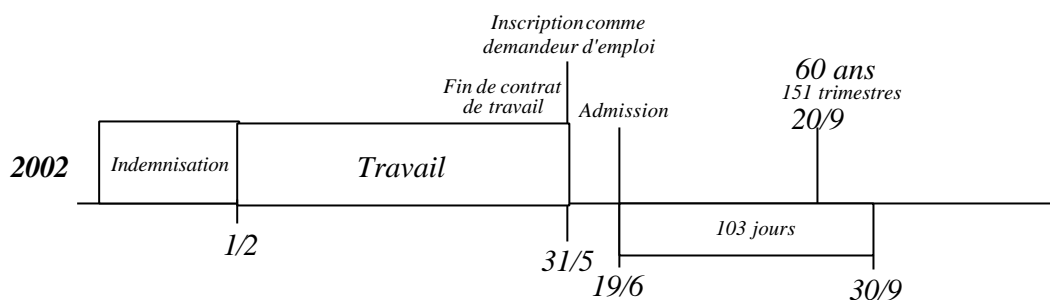 Inscription comme
demandeur d'emploi
60 ans
151 trimestres
20/9
Fin de contrat
de travail
Admission
2002
Indemnisation
Travail
103 jours
1/2
31/5
19/6
30/9